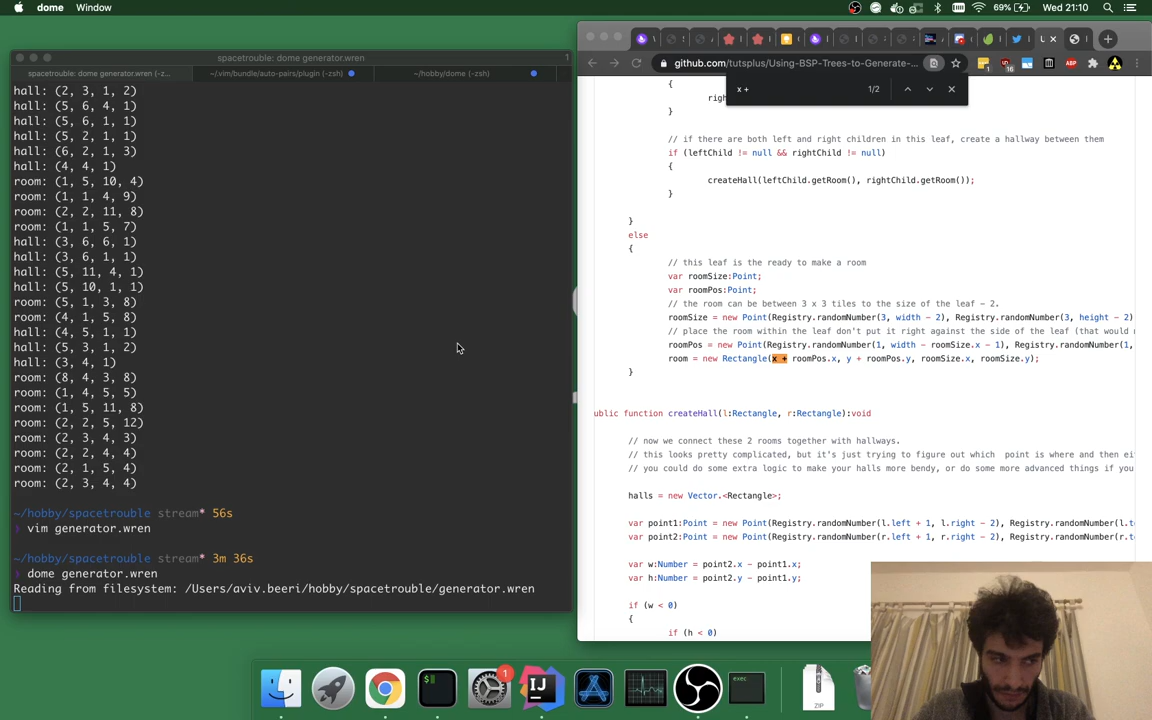 dome Window
69% Wed 21:10
spacetrouble: dome generator.wren
1
spacetrouble: dome generator.wren (-z...
~/.vim/bundle/auto-pairs/plugin (-zsh)
~/hobby/dome (-zsh)
hall: (2, 3, 1, 2)
hall: (5, 6, 4, 1)
hall: (5, 6, 1, 1)
hall: (5, 2, 1, 1)
hall: (6, 2, 1, 3)
hall: (4, 4, 1)
room: (1, 5, 10, 4)
room: (1, 1, 4, 9)
room: (2, 2, 11, 8)
room: (1, 1, 5, 7)
hall: (3, 6, 6, 1)
hall: (3, 6, 1, 1)
hall: (5, 11, 4, 1)
hall: (5, 10, 1, 1)
room: (5, 1, 3, 8)
room: (4, 1, 5, 8)
hall: (4, 5, 1, 1)
hall: (5, 3, 1, 2)
hall: (3, 4, 1)
room: (8, 4, 3, 8)
room: (1, 4, 5, 5)
room: (1, 5, 11, 8)
room: (2, 2, 5, 12)
room: (2, 3, 4, 3)
room: (2, 2, 4, 4)
room: (2, 1, 5, 4)
room: (2, 3, 4, 4)
~/hobby/spacetrouble stream* 56s
❯ vim generator.wren
~/hobby/spacetrouble stream* 3m 36s
❯ dome generator.wren
Reading from filesystem: /Users/aviv.beeri/hobby/spacetrouble/generator.wren
github.com/tutsplus/Using-BSP-Trees-to-Generate-...
x + 1/2
{
righ
}
// if there are both left and right children in this leaf, create a hallway between them
if (leftChild != null && rightChild != null)
{
createHall(leftChild.getRoom(), rightChild.getRoom());
}
}
else
{
// this leaf is the ready to make a room
var roomSize:Point;
var roomPos:Point;
// the room can be between 3 x 3 tiles to the size of the leaf - 2.
roomSize = new Point(Registry.randomNumber(3, width - 2), Registry.randomNumber(3, height - 2)
// place the room within the leaf don't put it right against the side of the leaf (that would
roomPos = new Point(Registry.randomNumber(1, width - roomSize.x - 1), Registry.randomNumber(1,
room = new Rectangle(x + roomPos.x, y + roomPos.y, roomSize.x, roomSize.y);
}
ublic function createHall(l:Rectangle, r:Rectangle):void
// now we connect these 2 rooms together with hallways.
// this looks pretty complicated, but it's just trying to figure out which point is where and then ei
// you could do some extra logic to make your halls more bendy, or do some more advanced things if you
halls = new Vector.<Rectangle>;
var point1:Point = new Point(Registry.randomNumber(l.left + 1, l.right - 2), Registry.randomNumber(l.t
var point2:Point = new Point(Registry.randomNumber(r.left + 1, r.right - 2), Registry.randomNumber(r.t
var w:Number = point2.x - point1.x;
var h:Number = point2.y - point1.y;
if (w < 0)
{
if (h < 0)
1
IJ
exec
ZIP